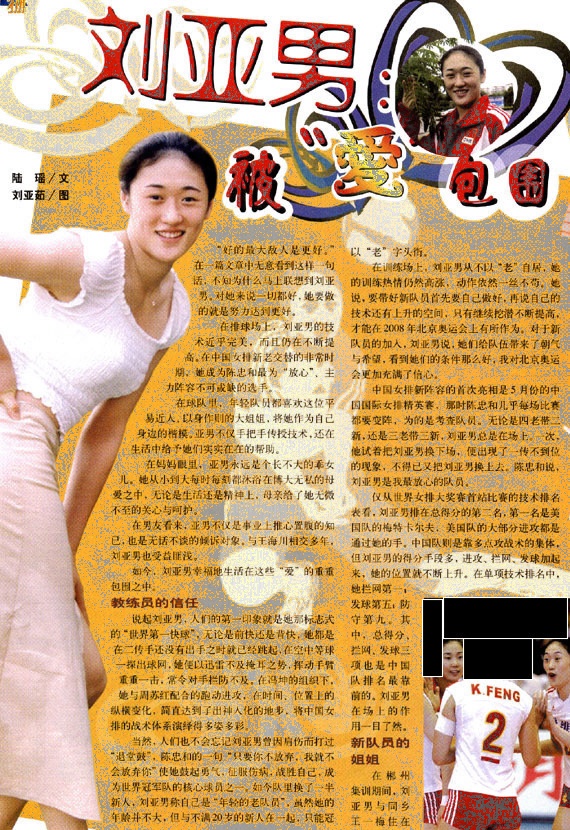 刘亚男:
被“爱”包围
陆 瑶/文
刘亚茹/图
“好的最大敌人是更好。”
在一篇文章中无意看到这样一句
话，不知为什么马上联想到刘亚
男，对她来说一切都好，她要做
的就是努力达到更好。
在排球场上，刘亚男的技
术近乎完美，而且仍在不断提
高。在中国女排新老交替的非常时
期，她成为陈忠和最为“放心”、主
力阵容不可或缺的选手。
在球队里，年轻队员都喜欢这位平
易近人、以身作则的大姐姐，将她作为自己
身边的楷模。亚男不仅手把手传授技术，还在
生活中给予她们实实在在的帮助。
在妈妈眼里，亚男永远是个长不大的乖女
儿。她从小到大每时每刻都沐浴在博大无私的母
爱之中，无论是生活还是精神上，母亲给了她无微
不至的关心与呵护。
在男友看来，亚男不仅是事业上推心置腹的知
己，也是无话不谈的倾诉对象，与王海川相交多年，
刘亚男也受益匪浅。
如今，刘亚男幸福地生活在这些“爱”的重重
包围之中。
教练员的信任
说起刘亚男，人们的第一印象就是她那标志式
的“世界第一快球”，无论是前快还是背快，她都是
在二传手还没有出手之时就已经跳起，在空中等球
一探出球网，她便以迅雷不及掩耳之势，挥动手臂
重重一击，常令对手拦防不及。在冯坤的组织下，
她与周苏红配合的跑动进攻，在时间、位置上的
纵横变化，简直达到了出神入化的地步，将中国女
排的战术体系演绎得多姿多彩。
当然，人们也不会忘记刘亚男曾因肩伤而打过
“退堂鼓”，陈忠和的一句“只要你不放弃，我就不
会放弃你”使她鼓起勇气，征服伤病，战胜自己，成
为世界冠军队的核心球员之一。如今队里换了一半
新人，刘亚男称自己是“年轻的老队员”，虽然她的
年龄并不大，但与不满20岁的新人在一起，只能冠
以“老”字头衔。
在训练场上，刘亚男从不以“老”自居，她
的训练热情仍然高涨，动作依然一丝不苟。她
说，要带好新队员首先要自己做好，再说自己的
技术还有上升的空间，只有继续挖潜不断提高，
才能在2008年北京奥运会上有所作为。对于新
队员的加入，刘亚男说，她们给队伍带来了朝气
与希望，看到她们的条件那么好，我对北京奥运
会更加充满了信心。
中国女排新阵容的首次亮相是5月份的中
国国际女排精英赛，那时陈忠和几乎每场比赛
都要变阵，为的是考查队员。无论是四老带二
新，还是三老带三新，刘亚男总是在场上。一次，
他试着把刘亚男换下场，便出现了一传不到位
的现象，不得已又把刘亚男换上去。陈忠和说，
刘亚男是我最放心的队员。
仅从世界女排大奖赛首站比赛的技术排名
表看，刘亚男排在总得分的第二名，第一名是美
国队的梅特卡尔夫，美国队的大部分进攻都是
通过她的手。中国队则是靠多点攻战术的集体，
但刘亚男的得分手段多，进攻、拦网、发球加起
来，她的位置就不断上升。在单项技术排名中，
她拦网第一，
发球第五，防
守第九。其
中，总得分、
拦网、发球三
项也是中国
队排名最靠
前的。刘亚男
在场上的作
用一目了然。
新队员的
姐姐
在郴州
集训期间，刘
亚男与同乡
王一梅住在
K.FENG
2